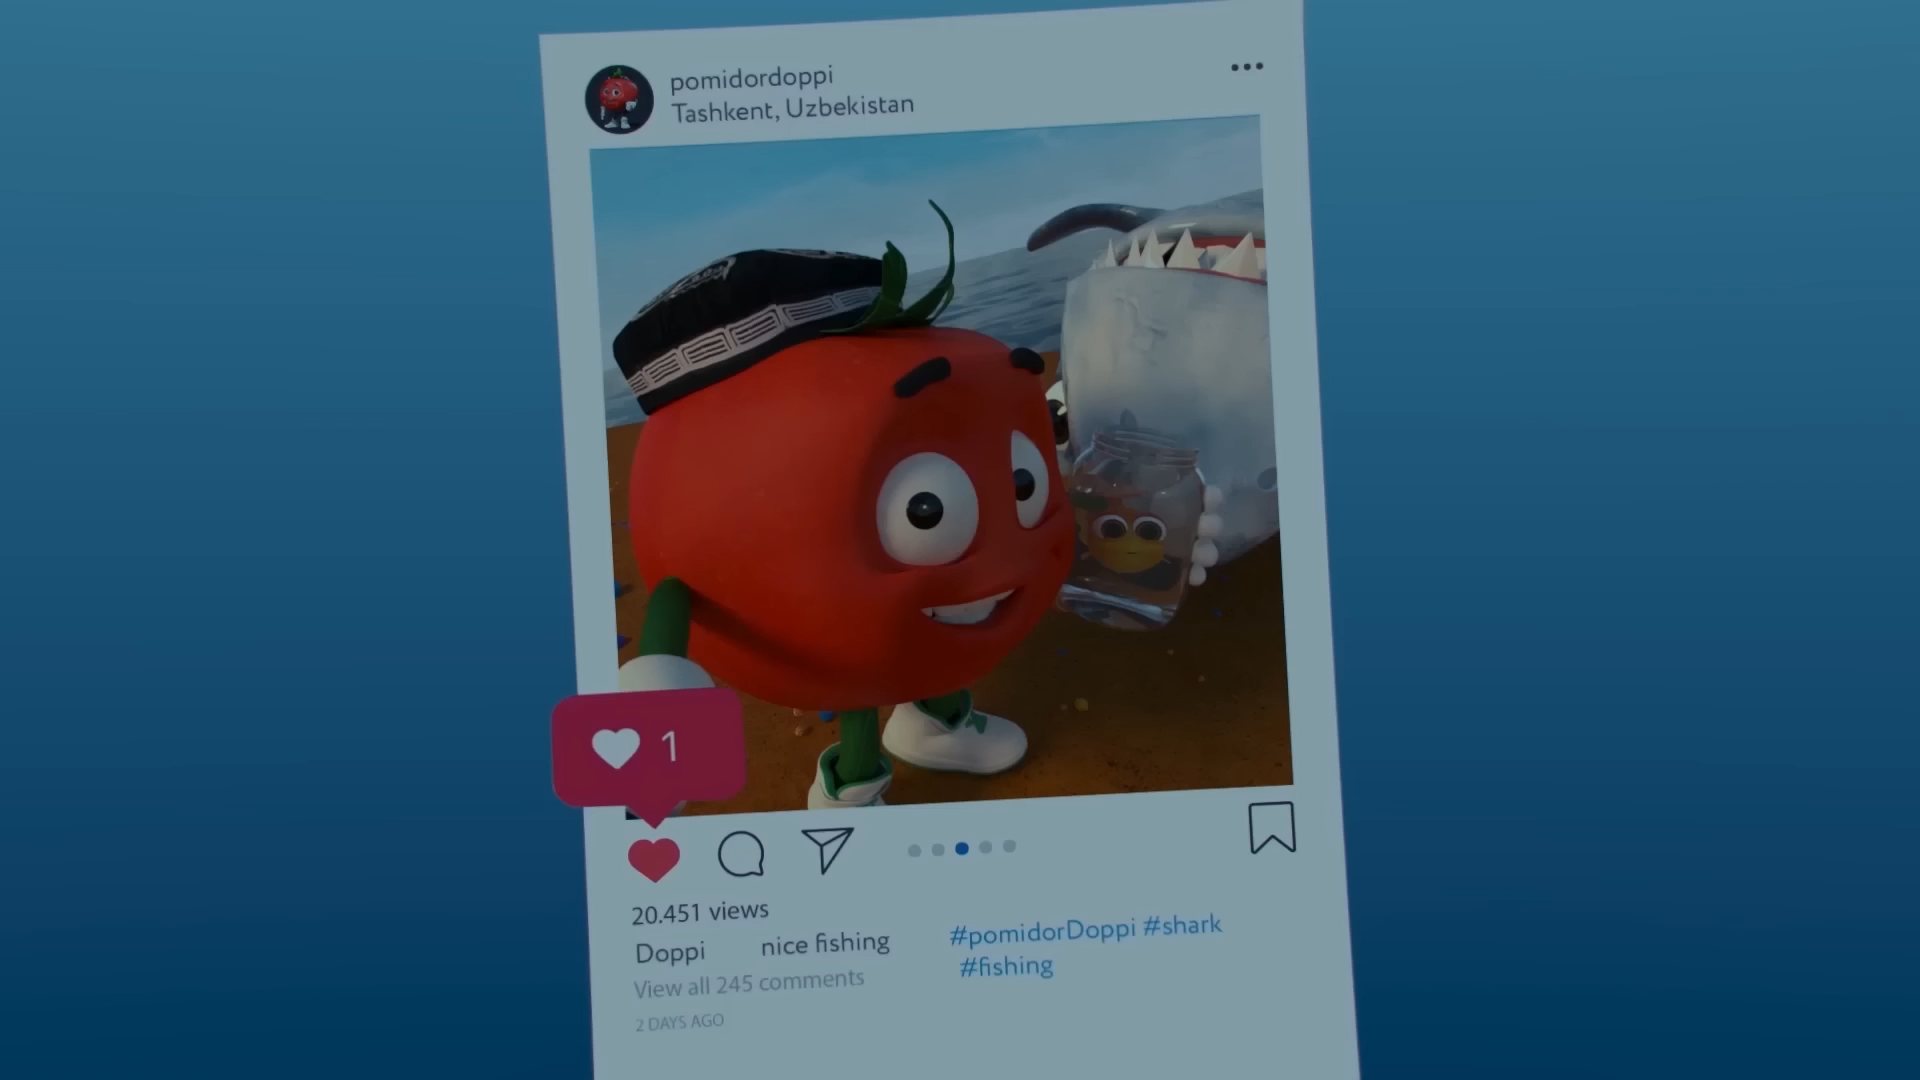 pomidordoppi
Tashkent, Uzbekistan
1
20.451 views
Doppi nice fishing
#pomidorDoppi #shark
#fishing
View all 245 comments
2 DAYS AGO